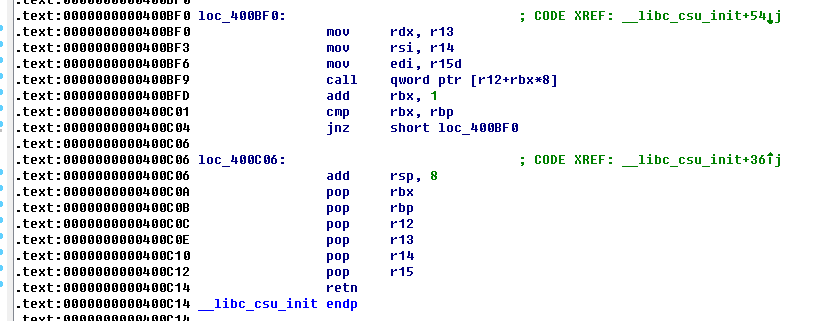 .text:0000000000400BF0
.text:0000000000400BF0 loc_400BF0: ; CODE XREF: __libc_csu_init+54↓j
.text:0000000000400BF0 mov rdx, r13
.text:0000000000400BF3 mov rsi, r14
.text:0000000000400BF6 mov edi, r15d
.text:0000000000400BF9 call qword ptr [r12+rbx*8]
.text:0000000000400BFD add rbx, 1
.text:0000000000400C01 cmp rbx, rbp
.text:0000000000400C04 jnz short loc_400BF0
.text:0000000000400C06
.text:0000000000400C06 loc_400C06: ; CODE XREF: __libc_csu_init+36↑j
.text:0000000000400C06 add rsp, 8
.text:0000000000400C0A pop rbx
.text:0000000000400C0B pop rbp
.text:0000000000400C0C pop r12
.text:0000000000400C0E pop r13
.text:0000000000400C10 pop r14
.text:0000000000400C12 pop r15
.text:0000000000400C14 retn
.text:0000000000400C14 __libc_csu_init endp
.text:0000000000400C14